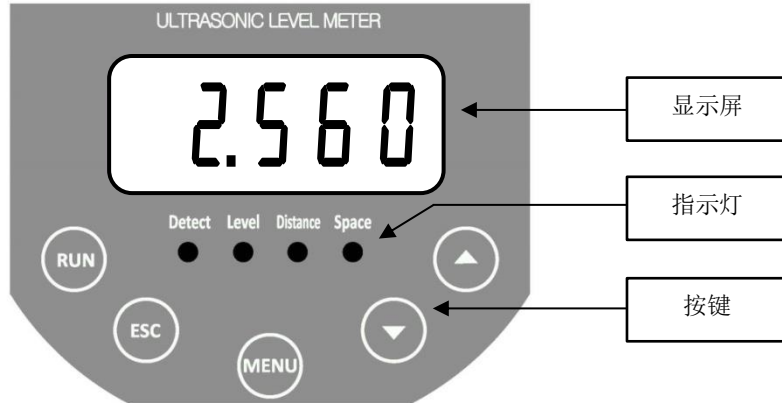 ULTRASONIC LEVEL METER
2.560
显示屏
Detect Level Distance Space
指示灯
RUN
ESC
MENU
按键